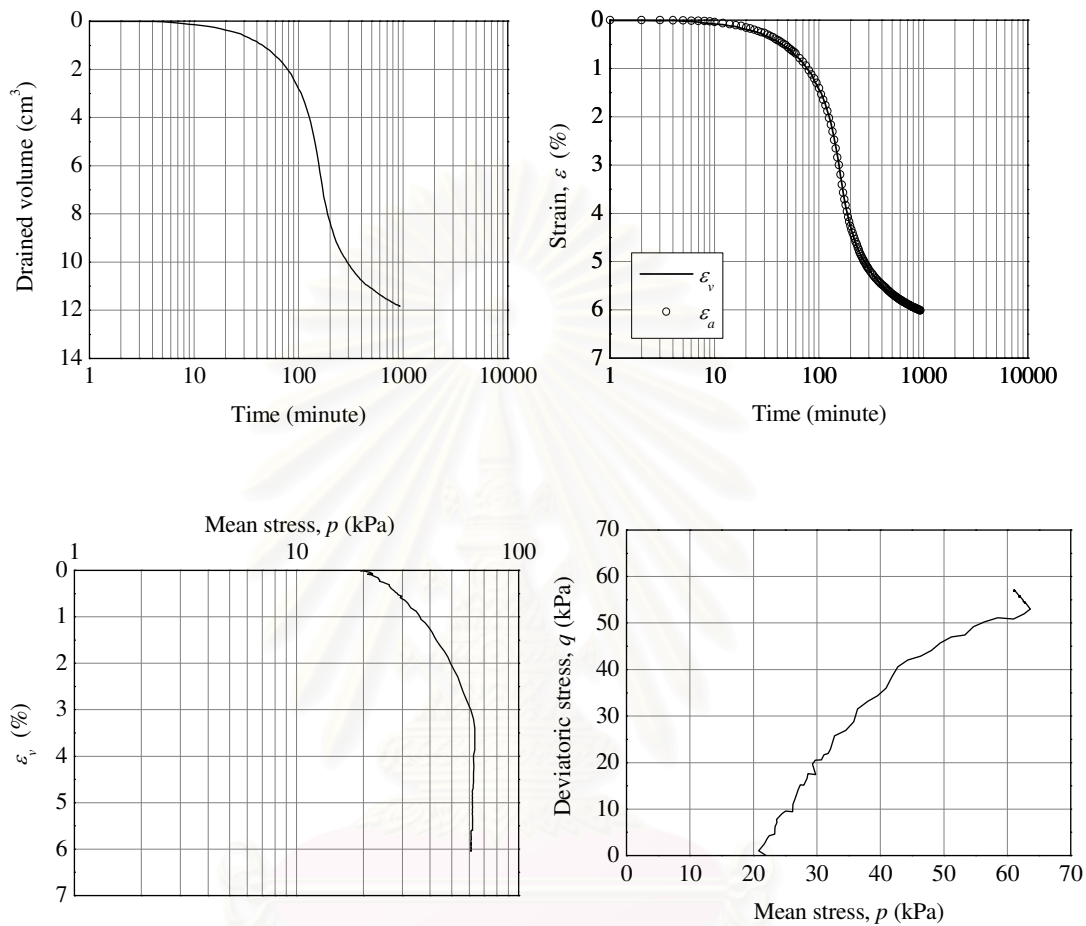 0
2
4
6
8
10
12
14
Drained volume (cm³)
1 10 100 1000 10000
Time (minute)
0
1
2
3
4
5
6
7
Strain, ε (%)
ε_v
ε_a
1 10 100 1000 10000
Time (minute)
Mean stress, p (kPa)
1 10 100
0
1
2
3
4
5
6
7
ε_v (%)
70
60
50
40
30
20
10
0
Deviatoric stress, q (kPa)
0 10 20 30 40 50 60 70
Mean stress, p (kPa)